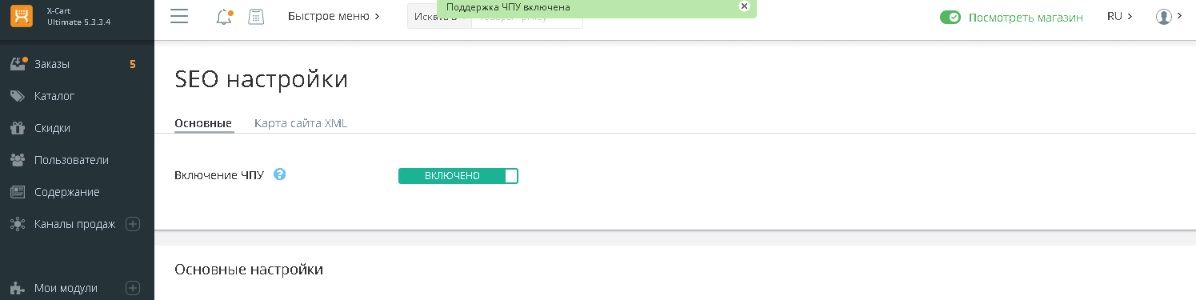 X-Cart
Ultimate 5.3.3.4
Быстрое меню
Искать в
Поддержка ЧПУ включена
Посмотреть магазин
RU
Заказы 5
Каталог
Скидки
Пользователи
Содержание
Каналы продаж
Мои модули
SEO настройки
Основные Карта сайта XML
Включение ЧПУ ВКЛЮЧЕНО
Основные настройки